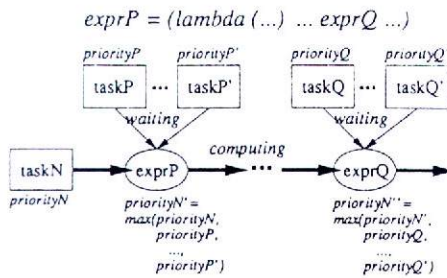 exprP = (lambda (...) ... exprQ ...)
priorityP priorityP' priorityQ priorityQ'
taskP ... taskP' taskQ ... taskQ'
waiting waiting
computing
taskN exprP ... exprQ
priorityN
priorityN' = priorityN'' =
max(priorityN, max(priorityN',
priorityP, priorityQ,
..., ...,
priorityP') priorityQ')